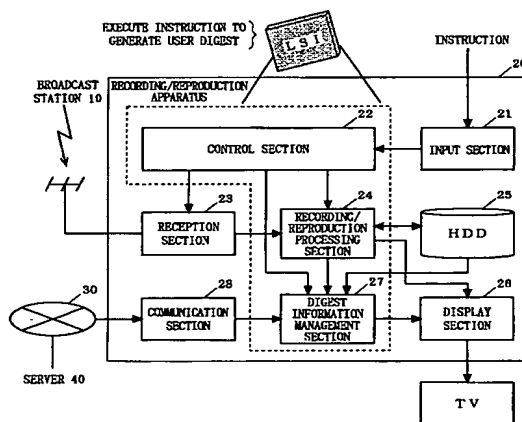 EXECUTE INSTRUCTION TO
GENERATE USER DIGEST
LSI
INSTRUCTION
20
BROADCAST
STATION 10
RECORDING/REPRODUCTION
APPARATUS
22
CONTROL SECTION
21
INPUT SECTION
23
RECEPTION
SECTION
24
RECORDING/
REPRODUCTION
PROCESSING
SECTION
25
HDD
30
28
COMMUNICATION
SECTION
27
DIGEST
INFORMATION
MANAGEMENT
SECTION
26
DISPLAY
SECTION
SERVER 40
TV